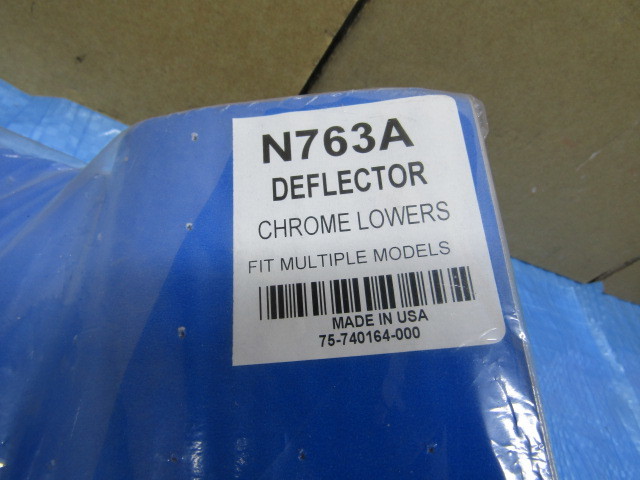 N763A
DEFLECTOR
CHROME LOWERS
FIT MULTIPLE MODELS
MADE IN USA
75-740164-000